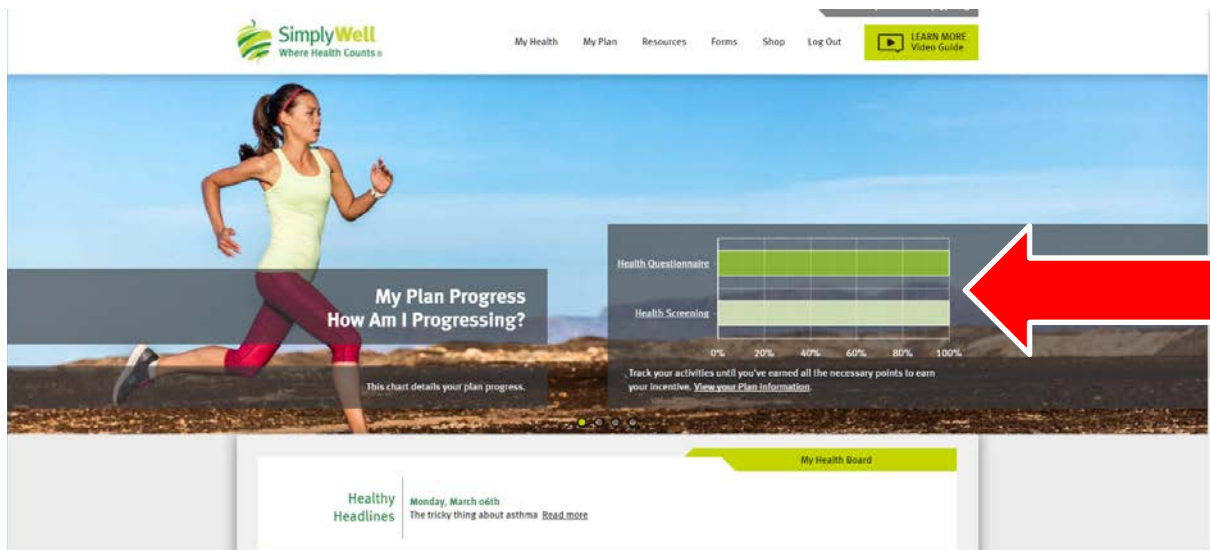 SimplyWell
Where Health Counts®
My Health My Plan Resources Forms Shop Log Out
LEARN MORE
Video Guide
My Plan Progress
How Am I Progressing?
This chart details your plan progress.
Health Questionnaire
Health Screening
0% 20% 40% 60% 80% 100%
Track your activities until you've earned all the necessary points to earn
your incentive. View your Plan information.
My Health Board
Healthy
Headlines
Monday, March 06th
The tricky thing about asthma Read more